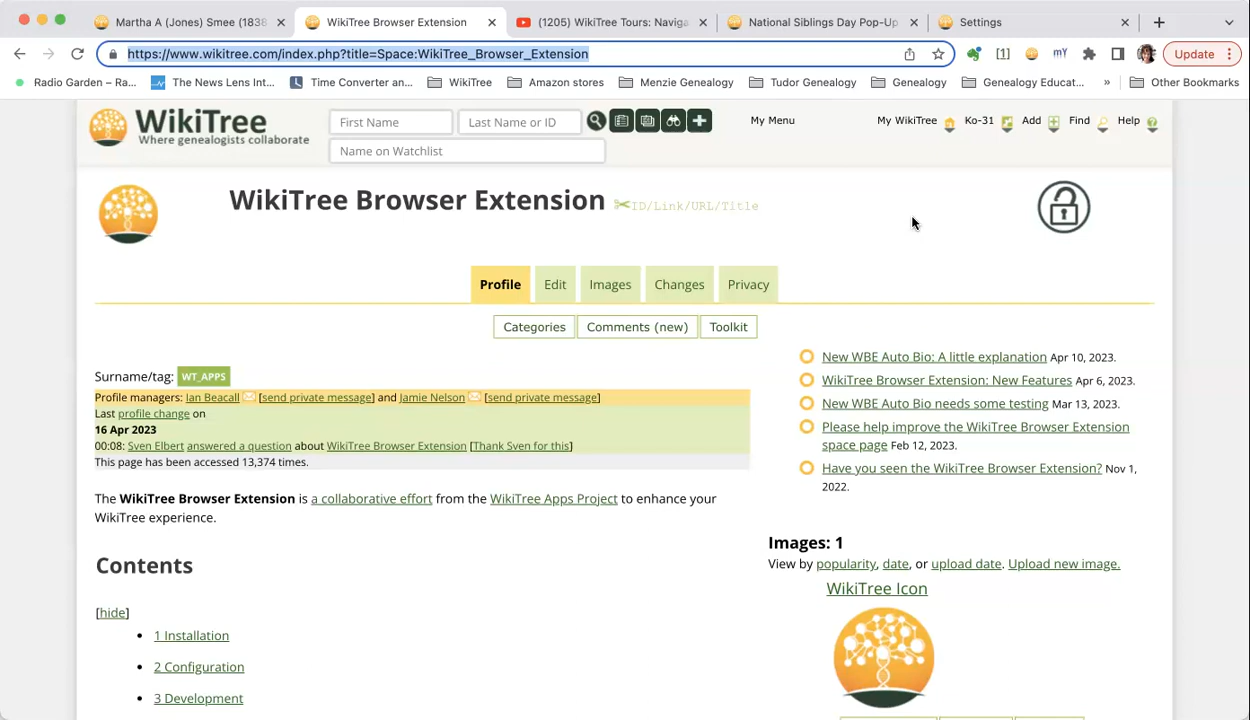 Martha A (Jones) Smee (1838
WikiTree Browser Extension
(1205) WikiTree Tours: Naviga
National Siblings Day Pop-Up
Settings
https://www.wikitree.com/index.php?title=Space:WikiTree_Browser_Extension
[1]
mY
Update
Radio Garden – Ra...
The News Lens Int...
Time Converter an...
WikiTree
Amazon stores
Menzie Genealogy
Tudor Genealogy
Genealogy
Genealogy Educat...
»
Other Bookmarks
WikiTree
Where genealogists collaborate
First Name
Last Name or ID
Name on Watchlist
My Menu
My WikiTree
Ko-31
Add
Find
Help
WikiTree Browser Extension
ID/Link/URL/Title
Profile
Edit
Images
Changes
Privacy
Categories
Comments (new)
Toolkit
Surname/tag: WT_APPS
Profile managers: Ian Beacall [send private message] and Jamie Nelson [send private message]
Last profile change on
16 Apr 2023
00:08: Sven Elbert answered a question about WikiTree Browser Extension [Thank Sven for this]
This page has been accessed 13,374 times.
The WikiTree Browser Extension is a collaborative effort from the WikiTree Apps Project to enhance your
WikiTree experience.
Contents
[hide]
1 Installation
2 Configuration
3 Development
New WBE Auto Bio: A little explanation Apr 10, 2023.
WikiTree Browser Extension: New Features Apr 6, 2023.
New WBE Auto Bio needs some testing Mar 13, 2023.
Please help improve the WikiTree Browser Extension
space page Feb 12, 2023.
Have you seen the WikiTree Browser Extension? Nov 1,
2022.
Images: 1
View by popularity, date, or upload date. Upload new image.
WikiTree Icon